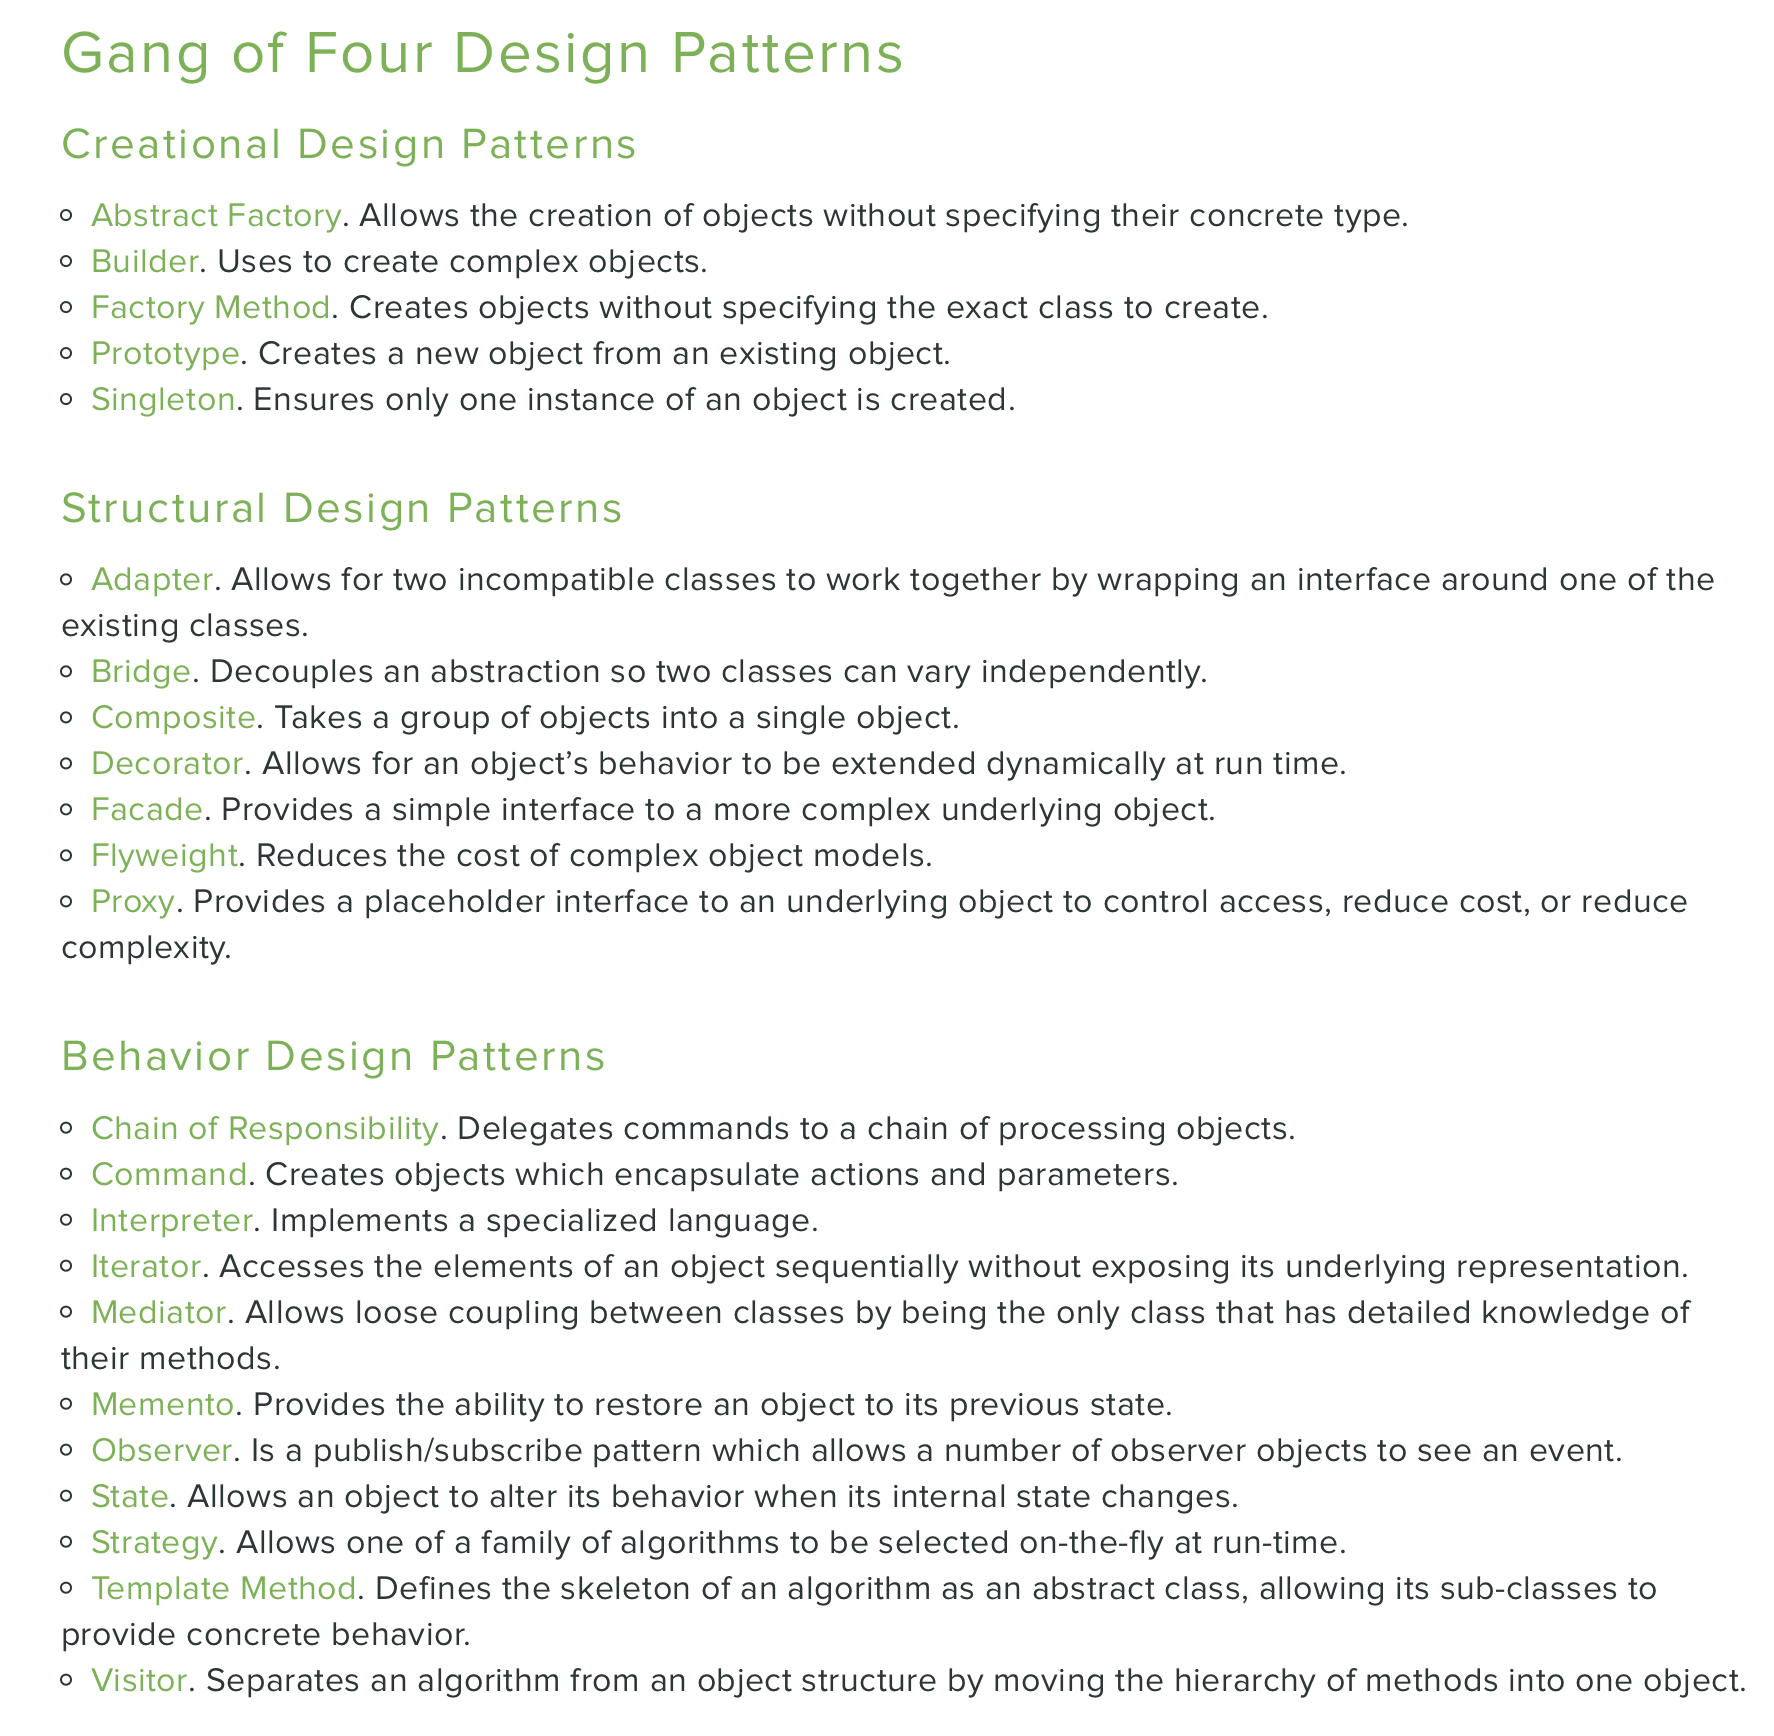 Gang of Four Design Patterns
Creational Design Patterns
Abstract Factory. Allows the creation of objects without specifying their concrete type.
Builder. Uses to create complex objects.
Factory Method. Creates objects without specifying the exact class to create.
Prototype. Creates a new object from an existing object.
Singleton. Ensures only one instance of an object is created.
Structural Design Patterns
Adapter. Allows for two incompatible classes to work together by wrapping an interface around one of the
existing classes.
Bridge. Decouples an abstraction so two classes can vary independently.
Composite. Takes a group of objects into a single object.
Decorator. Allows for an object’s behavior to be extended dynamically at run time.
Facade. Provides a simple interface to a more complex underlying object.
Flyweight. Reduces the cost of complex object models.
Proxy. Provides a placeholder interface to an underlying object to control access, reduce cost, or reduce
complexity.
Behavior Design Patterns
Chain of Responsibility. Delegates commands to a chain of processing objects.
Command. Creates objects which encapsulate actions and parameters.
Interpreter. Implements a specialized language.
Iterator. Accesses the elements of an object sequentially without exposing its underlying representation.
Mediator. Allows loose coupling between classes by being the only class that has detailed knowledge of
their methods.
Memento. Provides the ability to restore an object to its previous state.
Observer. Is a publish/subscribe pattern which allows a number of observer objects to see an event.
State. Allows an object to alter its behavior when its internal state changes.
Strategy. Allows one of a family of algorithms to be selected on-the-fly at run-time.
Template Method. Defines the skeleton of an algorithm as an abstract class, allowing its sub-classes to
provide concrete behavior.
Visitor. Separates an algorithm from an object structure by moving the hierarchy of methods into one object.